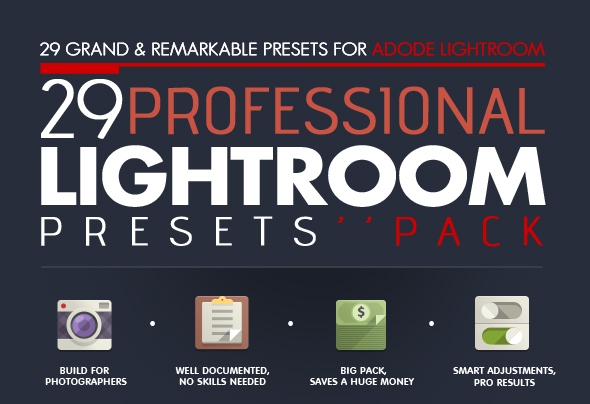 29 GRAND & REMARKABLE PRESETS FOR ADODE LIGHTROOM
29 PROFESSIONAL
LIGHTROOM
PRESETS '' PACK
$
BUILD FOR
PHOTOGRAPHERS
WELL DOCUMENTED,
NO SKILLS NEEDED
BIG PACK,
SAVES A HUGE MONEY
SMART ADJUSTMENTS,
PRO RESULTS